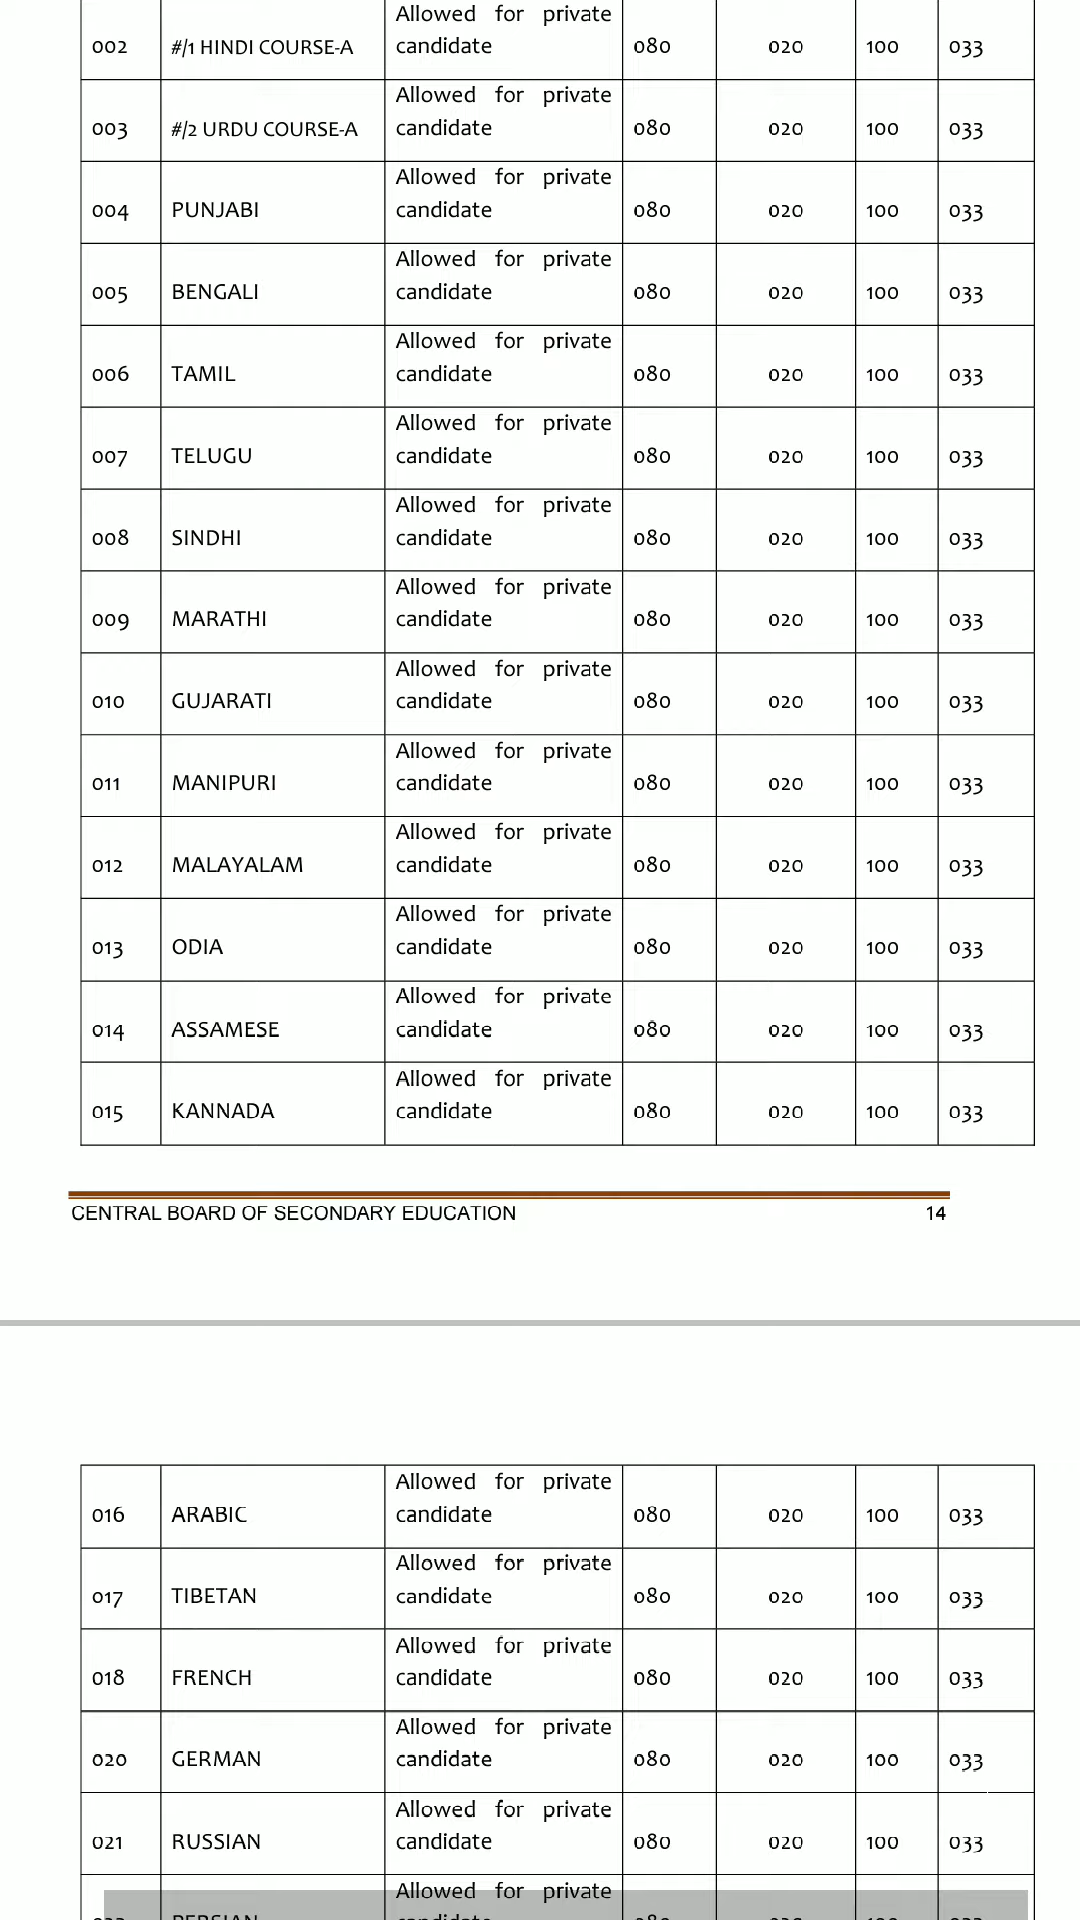 Allowed for private
002 #/1 HINDI COURSE-A candidate 080 020 100 033
Allowed for private
003 #/2 URDU COURSE-A candidate 080 020 100 033
Allowed for private
004 PUNJABI candidate 080 020 100 033
Allowed for private
005 BENGALI candidate 080 020 100 033
Allowed for private
006 TAMIL candidate 080 020 100 033
Allowed for private
007 TELUGU candidate 080 020 100 033
Allowed for private
008 SINDHI candidate 080 020 100 033
Allowed for private
009 MARATHI candidate 080 020 100 033
Allowed for private
010 GUJARATI candidate 080 020 100 033
Allowed for private
011 MANIPURI candidate 080 020 100 033
Allowed for private
012 MALAYALAM candidate 080 020 100 033
Allowed for private
013 ODIA candidate 080 020 100 033
Allowed for private
014 ASSAMESE candidate 080 020 100 033
Allowed for private
015 KANNADA candidate 080 020 100 033
CENTRAL BOARD OF SECONDARY EDUCATION 14
Allowed for private
016 ARABIC candidate 080 020 100 033
Allowed for private
017 TIBETAN candidate 080 020 100 033
Allowed for private
018 FRENCH candidate 080 020 100 033
Allowed for private
020 GERMAN candidate 080 020 100 033
Allowed for private
021 RUSSIAN candidate 080 020 100 033
Allowed for private
PERSIAN candidate 080 020 100 033